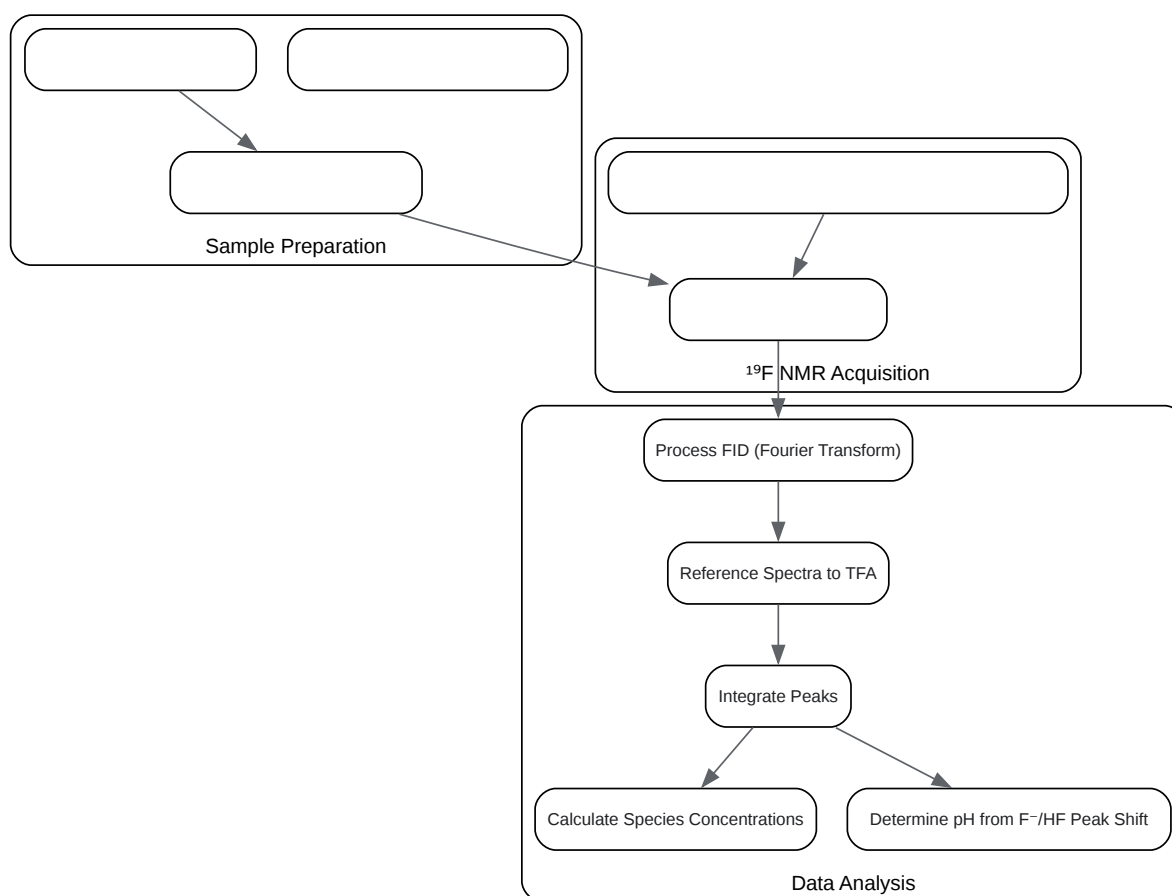 Sample Preparation
¹⁹F NMR Acquisition
Process FID (Fourier Transform)
Reference Spectra to TFA
Integrate Peaks
Calculate Species Concentrations
Determine pH from F⁻/HF Peak Shift
Data Analysis